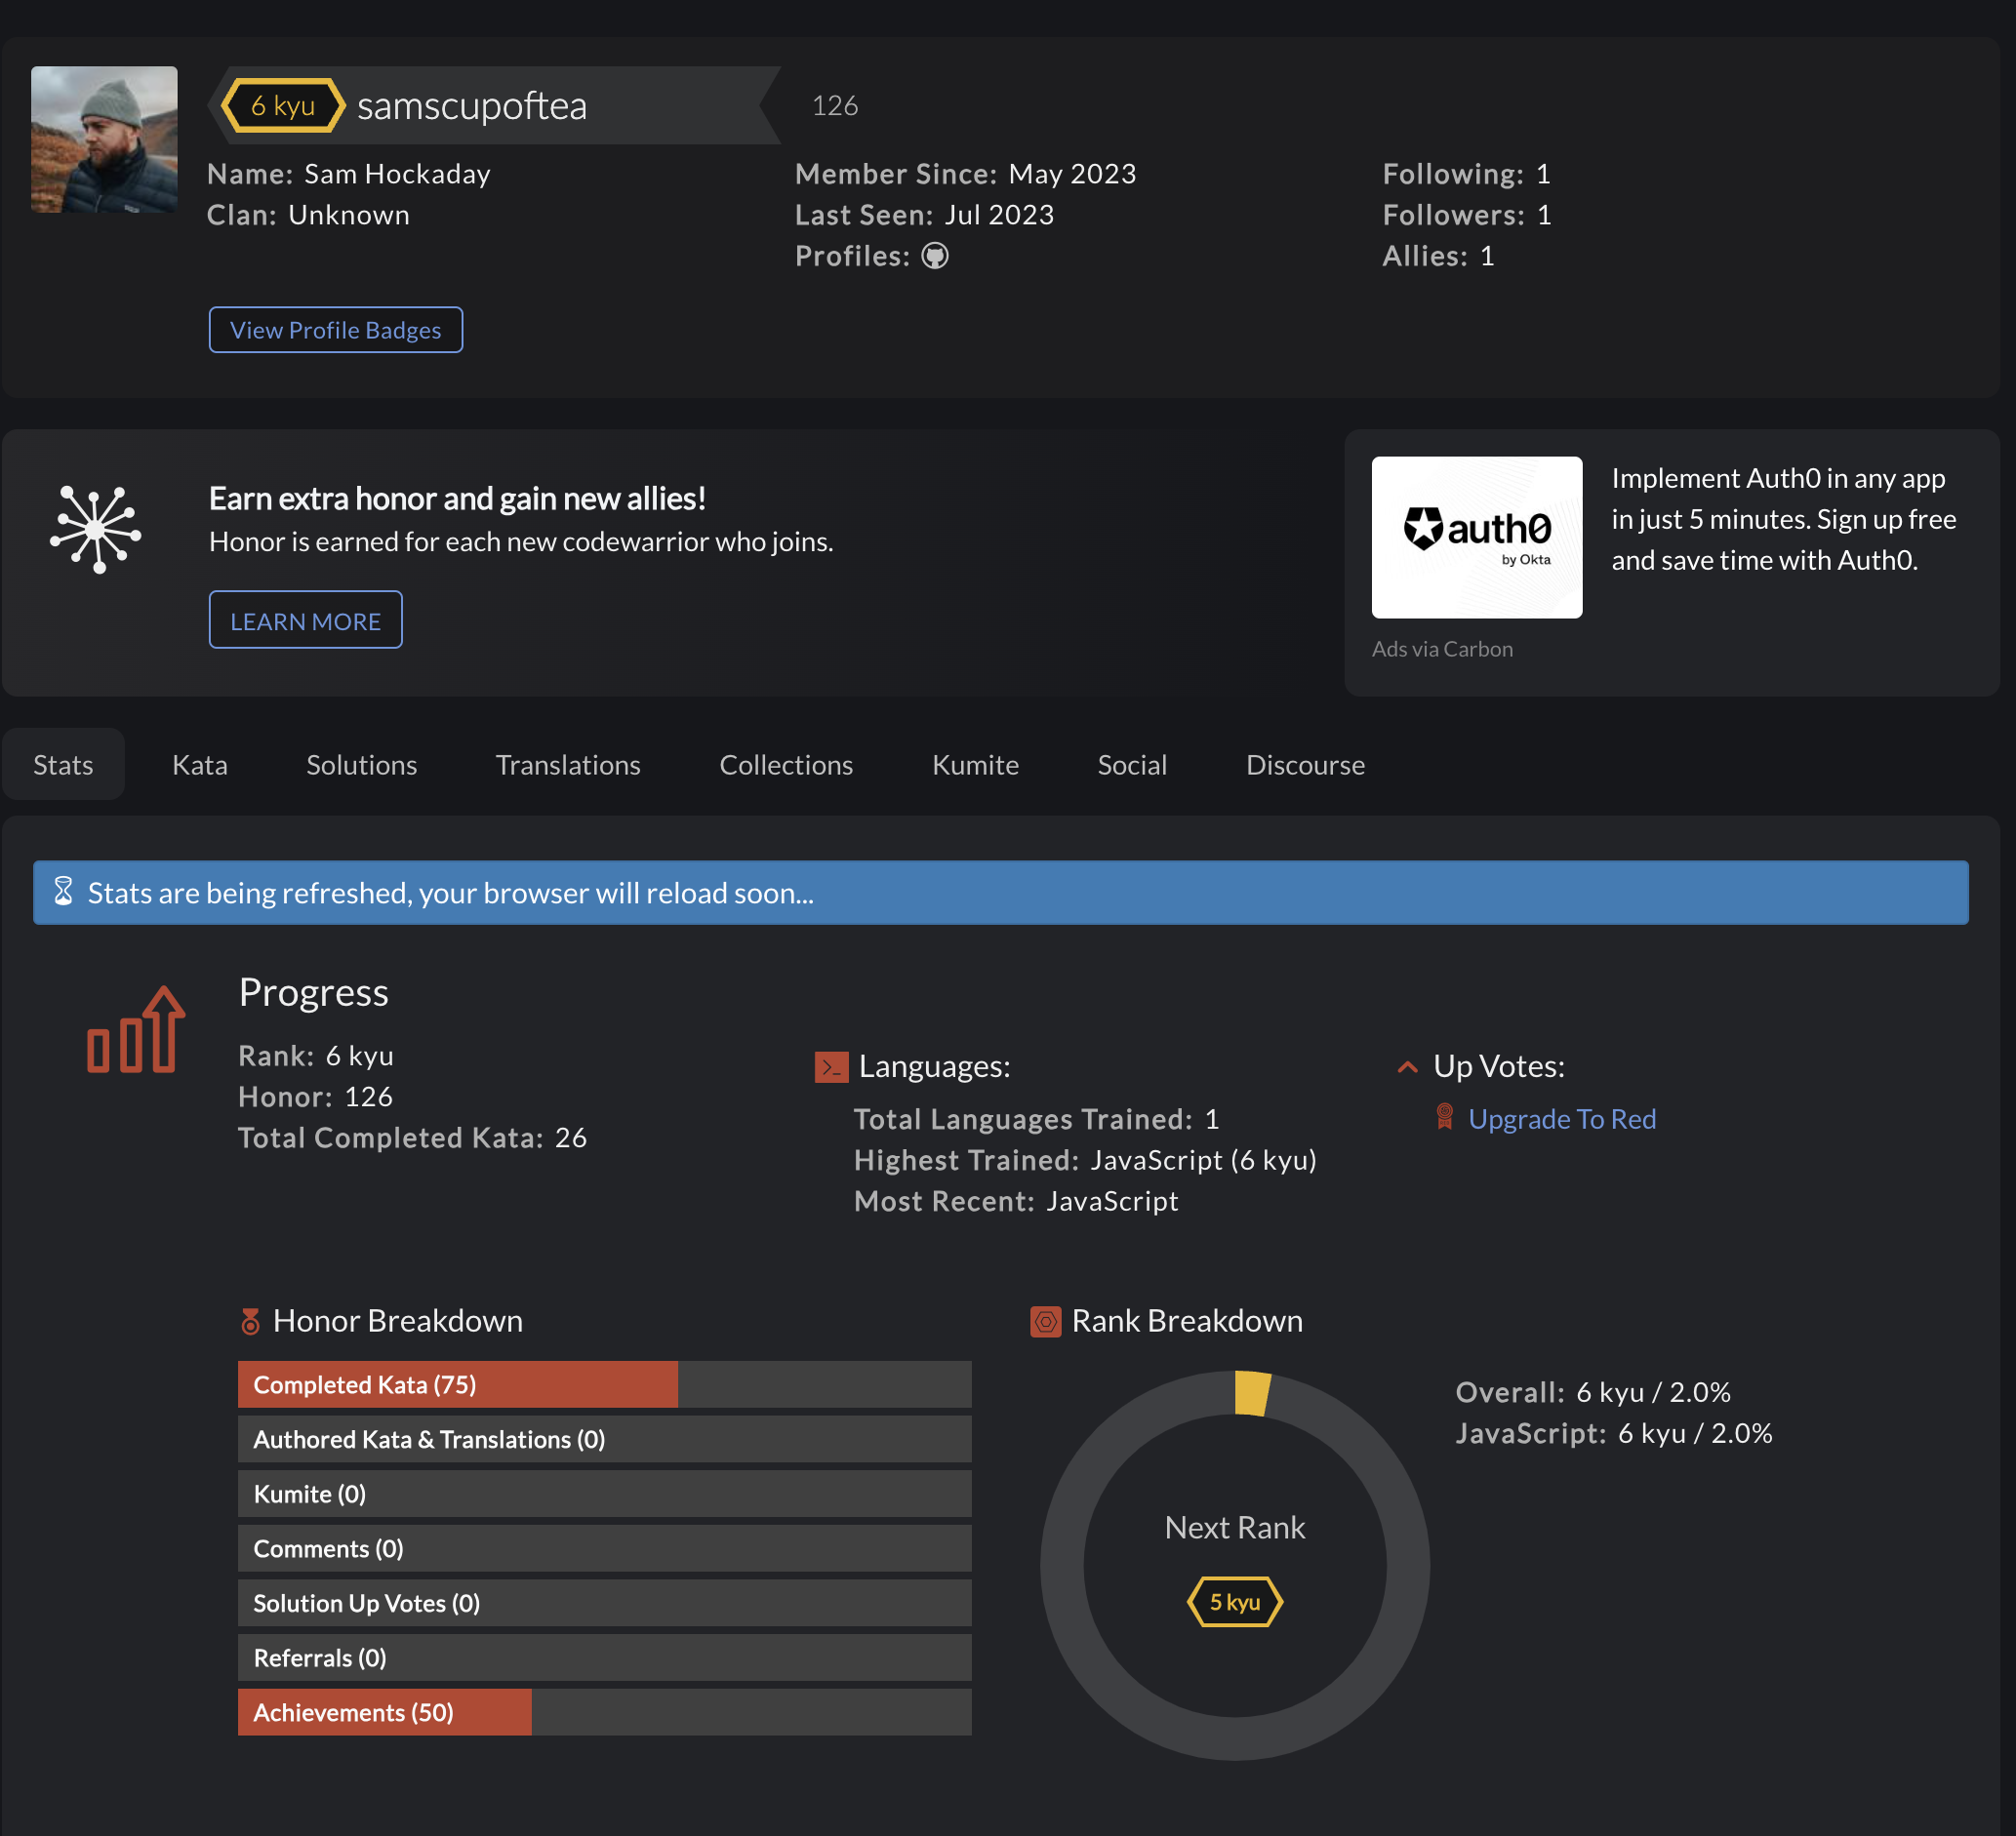 6 kyu samscupoftea 126
Name: Sam Hockaday
Clan: Unknown
Member Since: May 2023
Last Seen: Jul 2023
Profiles:
Following: 1
Followers: 1
Allies: 1
View Profile Badges
Earn extra honor and gain new allies!
Honor is earned for each new codewarrior who joins.
LEARN MORE
auth0
by Okta
Implement Auth0 in any app
in just 5 minutes. Sign up free
and save time with Auth0.
Ads via Carbon
Stats Kata Solutions Translations Collections Kumite Social Discourse
Stats are being refreshed, your browser will reload soon...
Progress
Rank: 6 kyu
Honor: 126
Total Completed Kata: 26
Languages:
Total Languages Trained: 1
Highest Trained: JavaScript (6 kyu)
Most Recent: JavaScript
Up Votes:
Upgrade To Red
Honor Breakdown
Completed Kata (75)
Authored Kata & Translations (0)
Kumite (0)
Comments (0)
Solution Up Votes (0)
Referrals (0)
Achievements (50)
Rank Breakdown
Next Rank
5 kyu
Overall: 6 kyu / 2.0%
JavaScript: 6 kyu / 2.0%